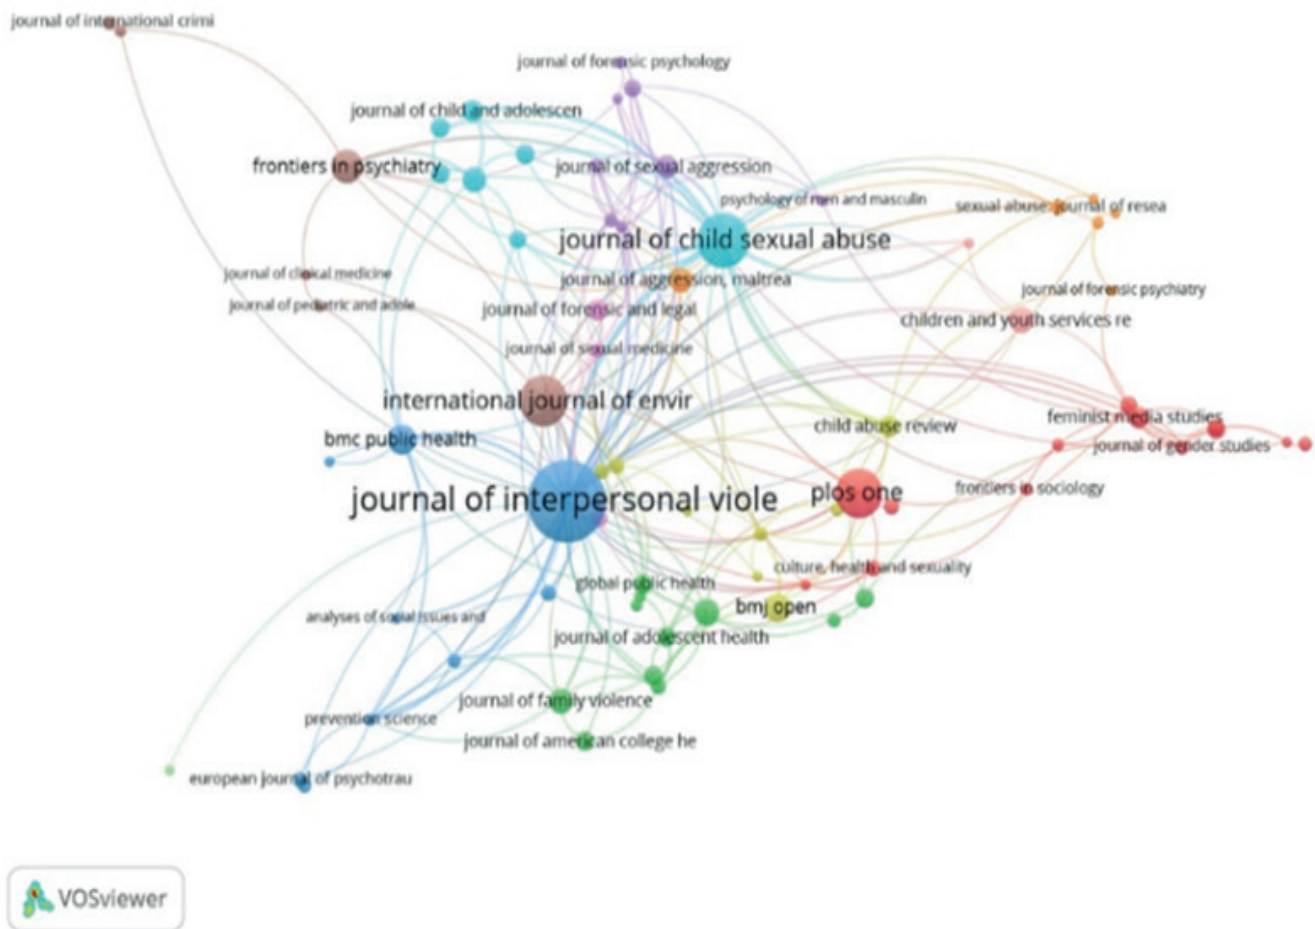 journal of international crimi
journal of forensic psychology
journal of child and adolescen
frontiers in psychiatry
journal of sexual aggression
psychology of men and masculin
sexual abuse: journal of resea
journal of child sexual abuse
journal of clinical medicine
journal of aggression, maltrea
journal of forensic psychiatry
journal of pediatric and adole
journal of forensic and legal
children and youth services re
journal of sexual medicine
international journal of envir
feminist media studies
child abuse review
bmc public health
journal of gender studies
journal of interpersonal viole
plos one
frontiers in sociology
culture, health and sexuality
global public health
bmj open
analyses of social issues and
journal of adolescent health
journal of family violence
prevention science
journal of american college he
european journal of psychotrau
VOSviewer